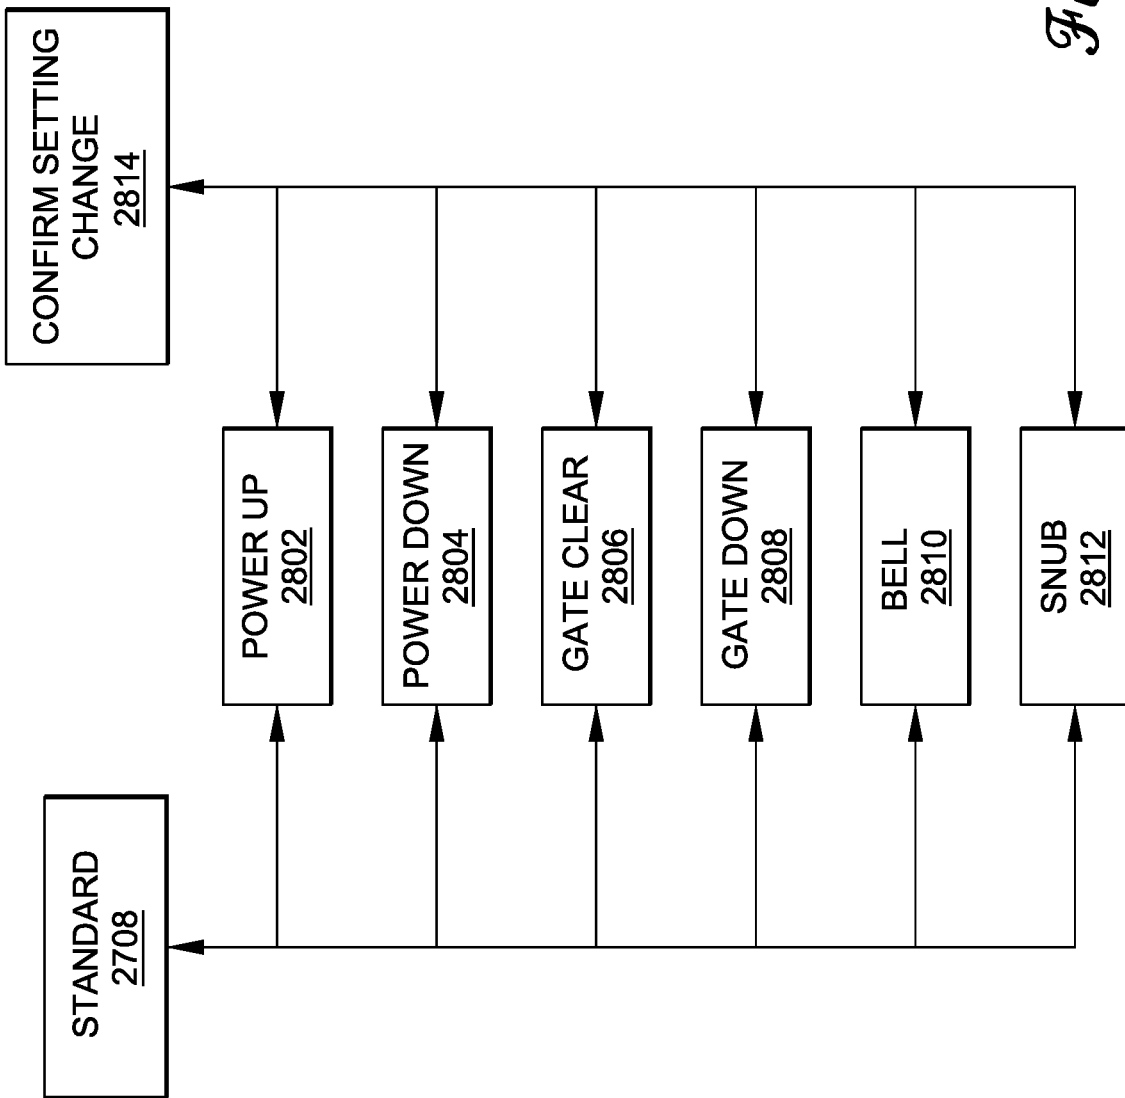 STANDARD
2708
POWER UP
2802
POWER DOWN
2804
GATE CLEAR
2806
GATE DOWN
2808
BELL
2810
SNUB
2812
CONFIRM SETTING
CHANGE
2814